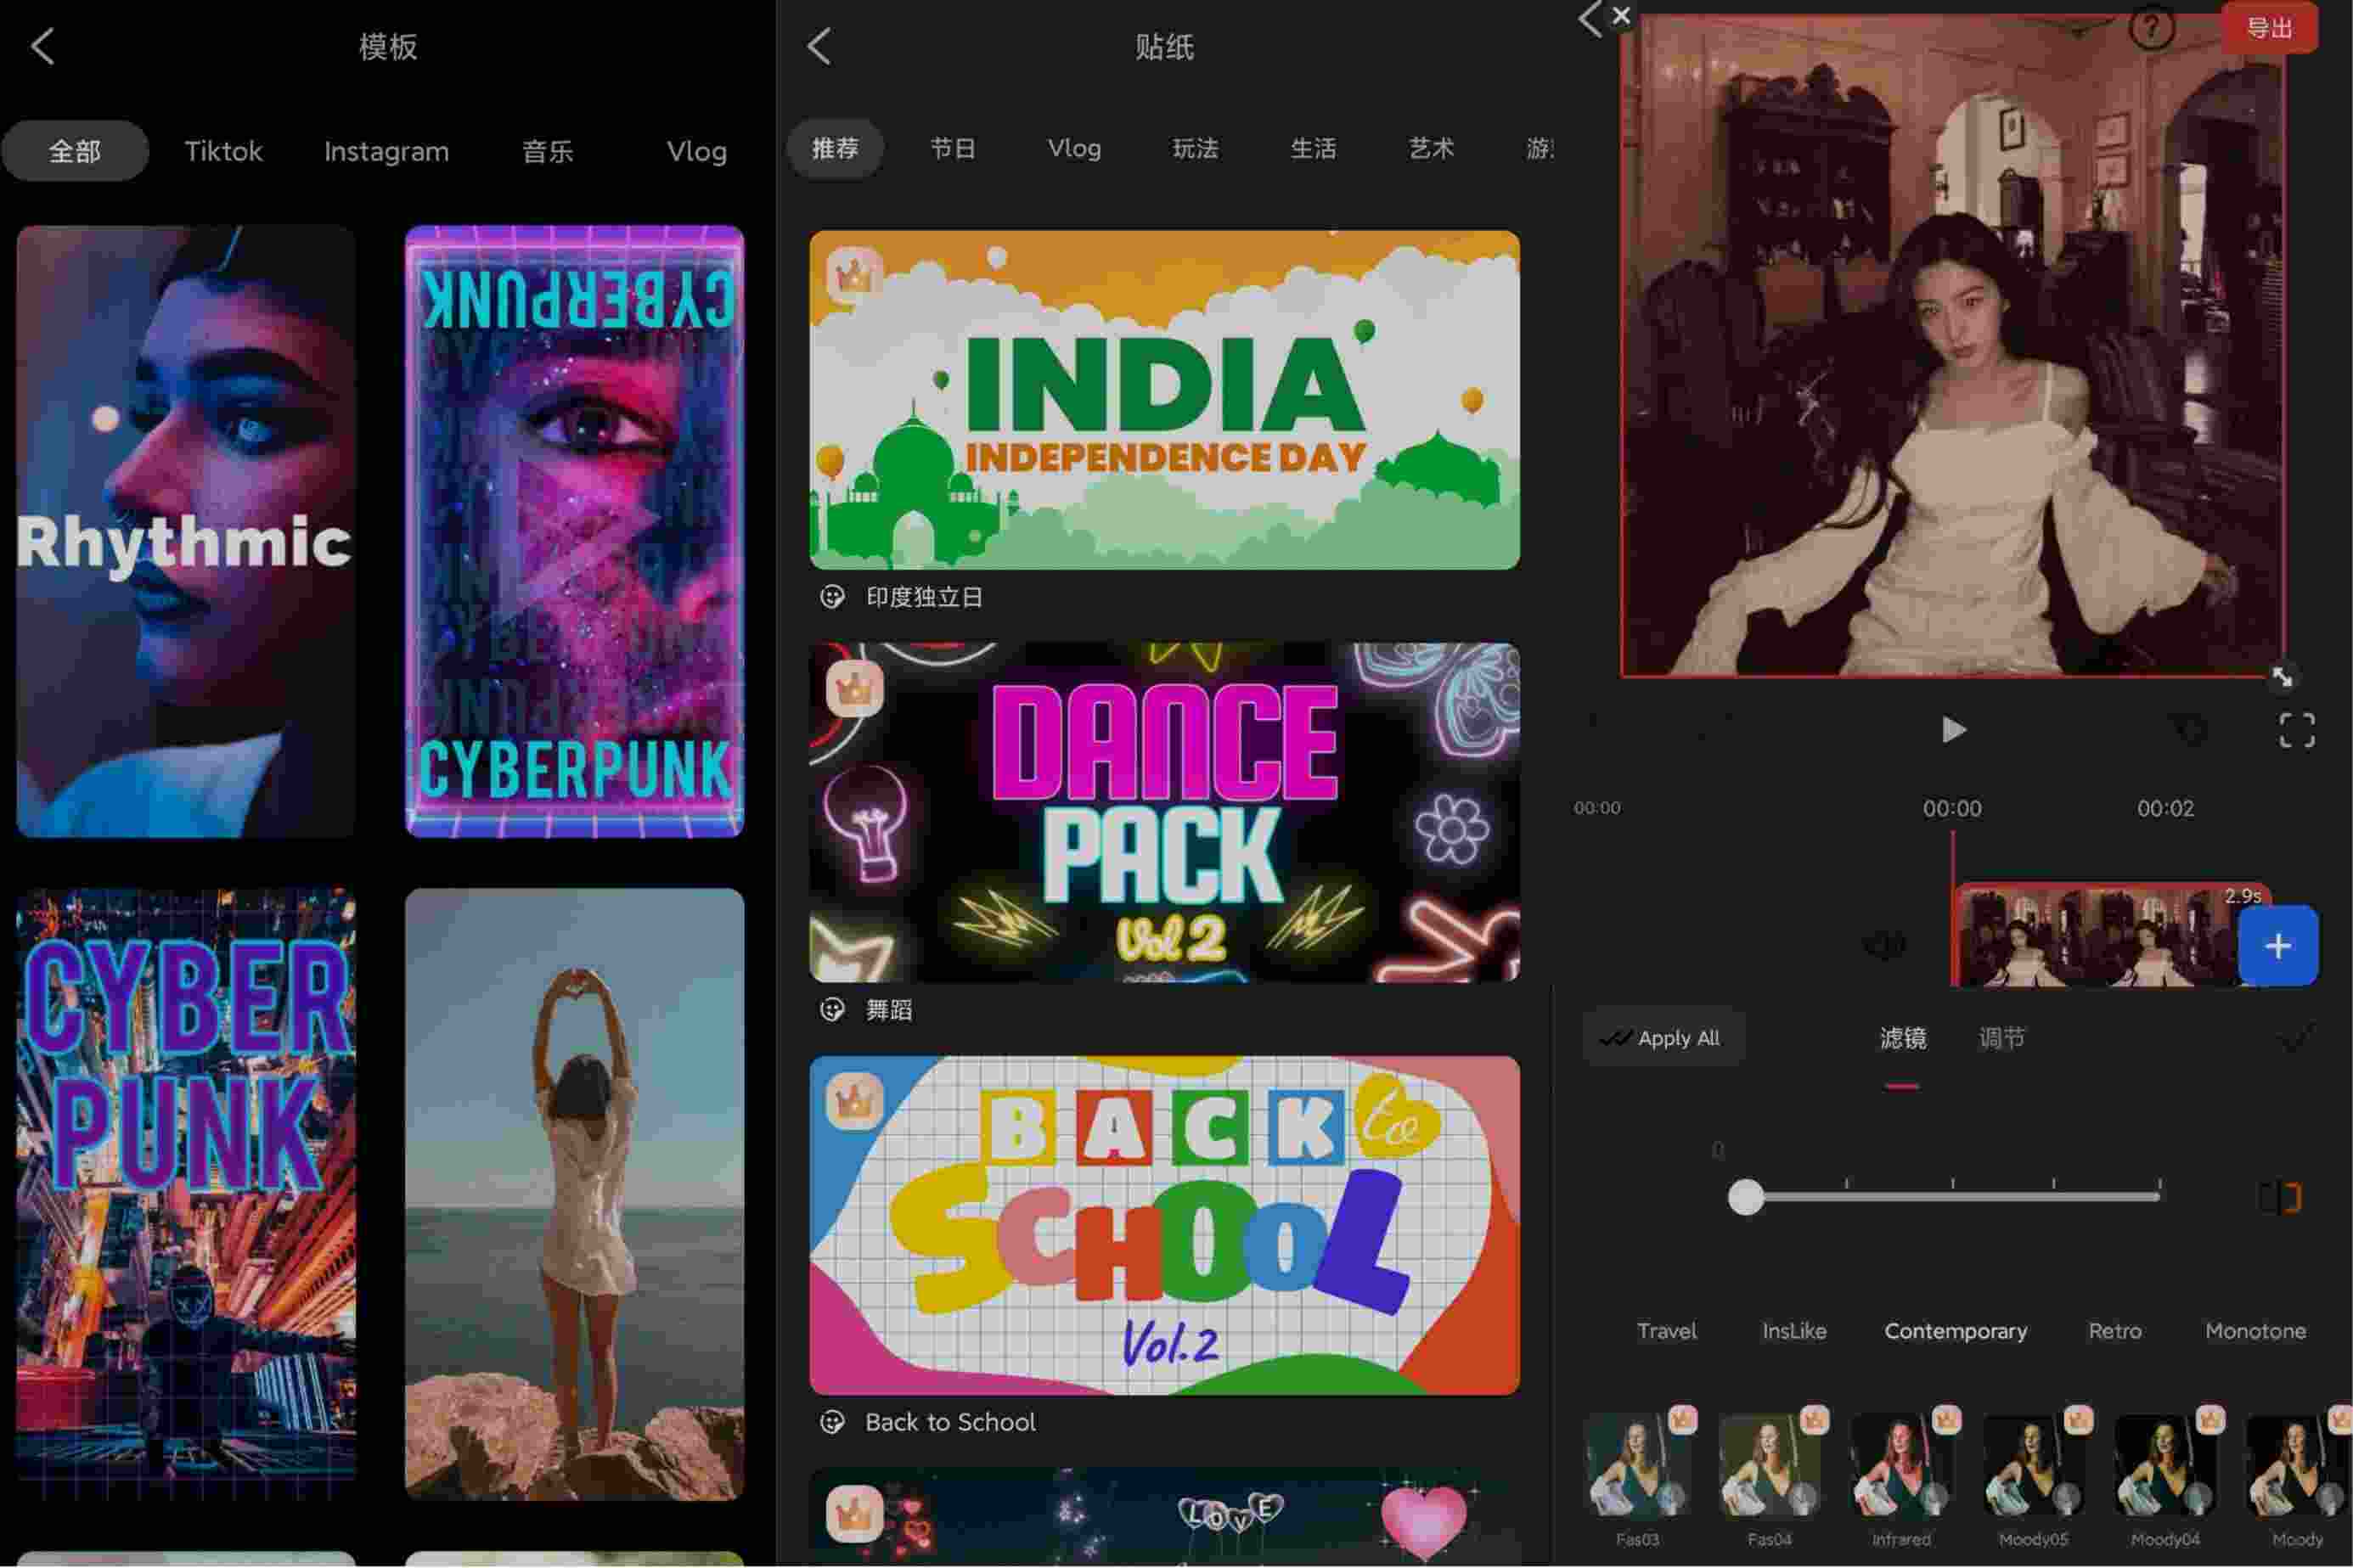 模板
全部 Tiktok Instagram 音乐 Vlog
Rhythmic
CYBERPUNK
CYBERPUNK
CYBER
PUNK
贴纸
推荐 节日 Vlog 玩法 生活 艺术
INDIA
INDEPENDENCE DAY
印度独立日
DANCE
PACK
Vol 2
舞蹈
BACK to
SCHOOL
Vol.2
Back to School
LOVE
导出
00:00 00:00 00:02
2.9s
Apply All 滤镜 调节
0
Travel InsLike Contemporary Retro Monotone
Fas03 Fas04 Infrared Moody05 Moody04 Moody